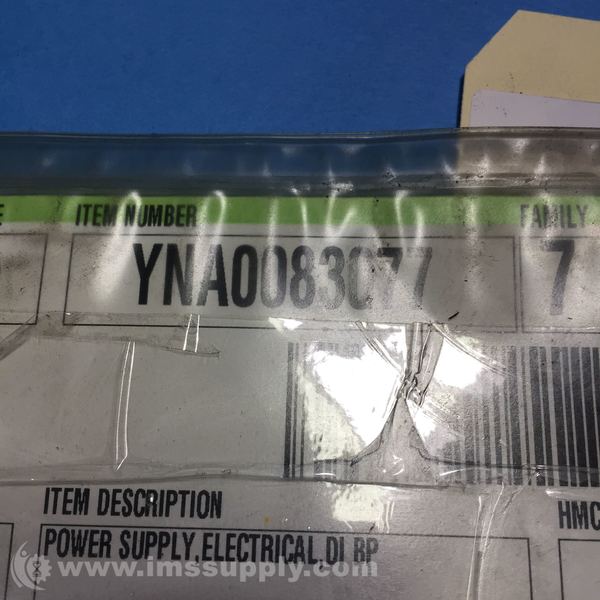 E ITEM NUMBER FAMILY
YNA0083077 7
ITEM DESCRIPTION HMC
POWER SUPPLY,ELECTRICAL,DI BP
www.imssupply.com